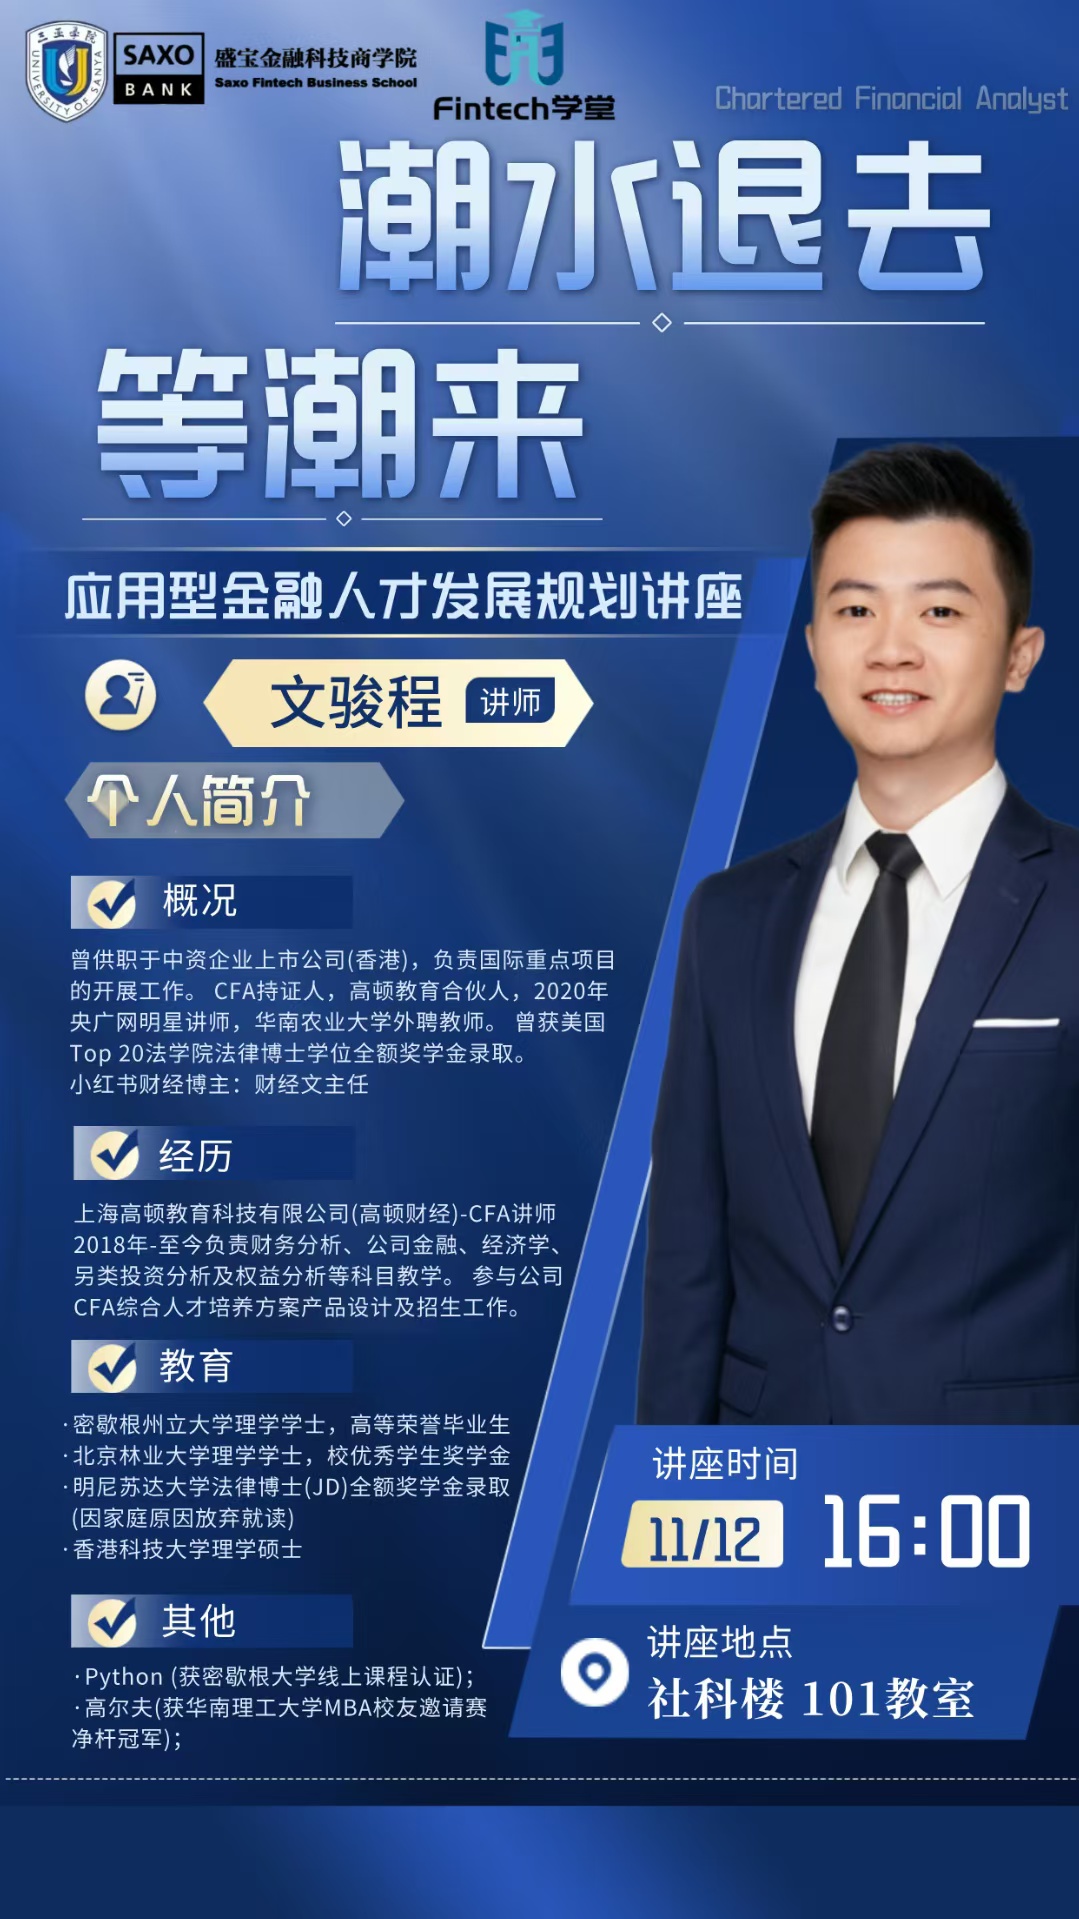 三亚学院
UNIVERSITY OF SANYA
SAXO
BANK
盛宝金融科技商学院
Saxo Fintech Business School
Fintech学堂
Chartered Financial Analyst
潮水退去
等潮来
应用型金融人才发展规划讲座
文骏程 讲师
个人简介
概况
曾供职于中资企业上市公司(香港)，负责国际重点项目
的开展工作。 CFA持证人，高顿教育合伙人，2020年
央广网明星讲师，华南农业大学外聘教师。 曾获美国
Top 20法学院法律博士学位全额奖学金录取。
小红书财经博主：财经文主任
经历
上海高顿教育科技有限公司(高顿财经)-CFA讲师
2018年-至今负责财务分析、公司金融、经济学、
另类投资分析及权益分析等科目教学。 参与公司
CFA综合人才培养方案产品设计及招生工作。
教育
·密歇根州立大学理学学士，高等荣誉毕业生
·北京林业大学理学学士，校优秀学生奖学金
·明尼苏达大学法律博士(JD)全额奖学金录取
(因家庭原因放弃就读)
·香港科技大学理学硕士
其他
·Python (获密歇根大学线上课程认证)；
·高尔夫(获华南理工大学MBA校友邀请赛
净杆冠军)；
讲座时间
11/12 16:00
讲座地点
社科楼 101教室